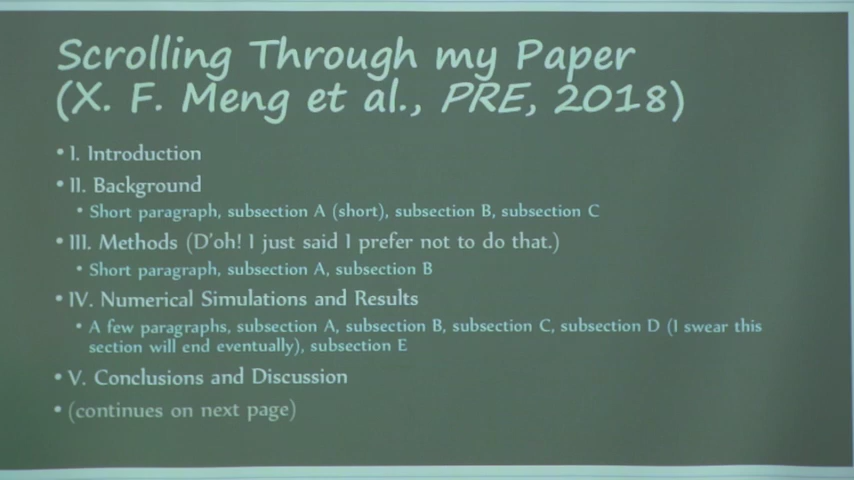 Scrolling Through my Paper
(X. F. Meng et al., PRE, 2018)
• I. Introduction
• II. Background
• Short paragraph, subsection A (short), subsection B, subsection C
• III. Methods (D'oh! I just said I prefer not to do that.)
• Short paragraph, subsection A, subsection B
• IV. Numerical Simulations and Results
• A few paragraphs, subsection A, subsection B, subsection C, subsection D (I swear this
section will end eventually), subsection E
• V. Conclusions and Discussion
• (continues on next page)